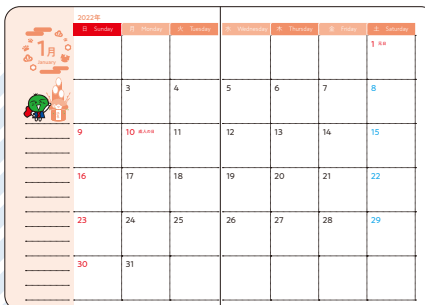 2022年
1月
January
日 Sunday
月 Monday
火 Tuesday
水 Wednesday
木 Thursday
金 Friday
土 Saturday
1 元日
3 4 5 6 7 8
9 10 成人の日 11 12 13 14 15
16 17 18 19 20 21 22
23 24 25 26 27 28 29
30 31